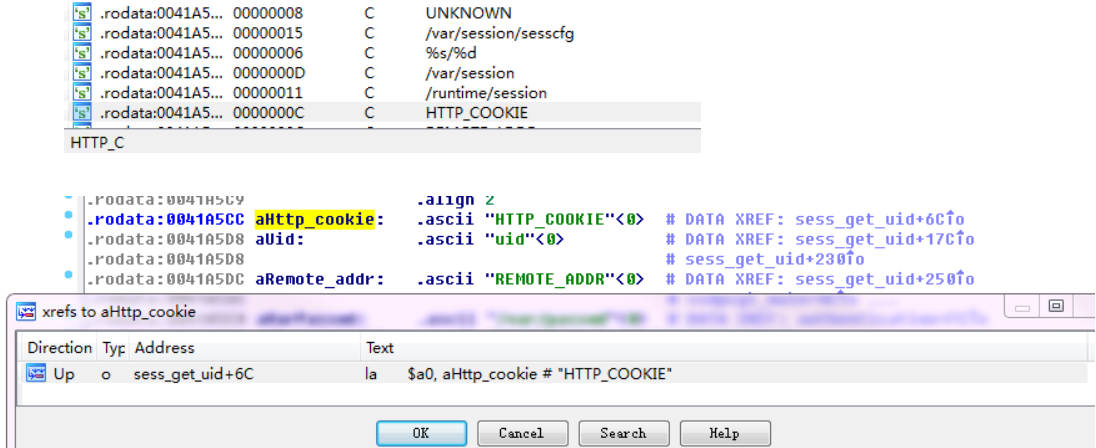 .rodata:0041A5... 00000008 C UNKNOWN
.rodata:0041A5... 00000015 C /var/session/sesscfg
.rodata:0041A5... 00000006 C %s/%d
.rodata:0041A5... 0000000D C /var/session
.rodata:0041A5... 00000011 C /runtime/session
.rodata:0041A5... 0000000C C HTTP_COOKIE
HTTP_C
.rodata:0041A5C9 .align 2
.rodata:0041A5CC aHttp_cookie: .ascii "HTTP_COOKIE"<0> # DATA XREF: sess_get_uid+6C↑o
.rodata:0041A5D8 aUid: .ascii "uid"<0> # DATA XREF: sess_get_uid+17C↑o
.rodata:0041A5D8 # sess_get_uid+230↑o
.rodata:0041A5DC aRemote_addr: .ascii "REMOTE_ADDR"<0> # DATA XREF: sess_get_uid+250↑o
xrefs to aHttp_cookie
Direction Typ Address Text
Up o sess_get_uid+6C la $a0, aHttp_cookie # "HTTP_COOKIE"
OK Cancel Search Help